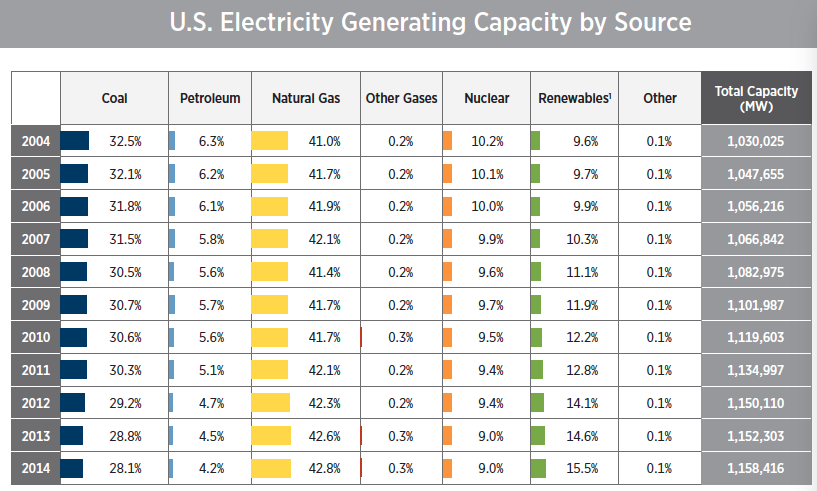 U.S. Electricity Generating Capacity by Source
Coal Petroleum Natural Gas Other Gases Nuclear Renewables¹ Other Total Capacity
(MW)
2004 32.5% 6.3% 41.0% 0.2% 10.2% 9.6% 0.1% 1,030,025
2005 32.1% 6.2% 41.7% 0.2% 10.1% 9.7% 0.1% 1,047,655
2006 31.8% 6.1% 41.9% 0.2% 10.0% 9.9% 0.1% 1,056,216
2007 31.5% 5.8% 42.1% 0.2% 9.9% 10.3% 0.1% 1,066,842
2008 30.5% 5.6% 41.4% 0.2% 9.6% 11.1% 0.1% 1,082,975
2009 30.7% 5.7% 41.7% 0.2% 9.7% 11.9% 0.1% 1,101,987
2010 30.6% 5.6% 41.7% 0.3% 9.5% 12.2% 0.1% 1,119,603
2011 30.3% 5.1% 42.1% 0.2% 9.4% 12.8% 0.1% 1,134,997
2012 29.2% 4.7% 42.3% 0.2% 9.4% 14.1% 0.1% 1,150,110
2013 28.8% 4.5% 42.6% 0.3% 9.0% 14.6% 0.1% 1,152,303
2014 28.1% 4.2% 42.8% 0.3% 9.0% 15.5% 0.1% 1,158,416